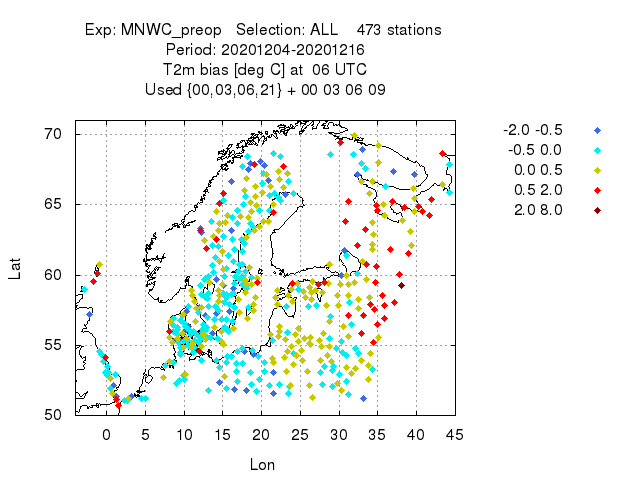 Exp: MNWC_preop   Selection: ALL    473 stations
Period: 20201204-20201216
T2m bias [deg C] at  06 UTC
Used {00,03,06,21} + 00 03 06 09
70
65
60
55
50
Lat
0 5 10 15 20 25 30 35 40 45
Lon
-2.0 -0.5
-0.5 0.0
0.0 0.5
0.5 2.0
2.0 8.0